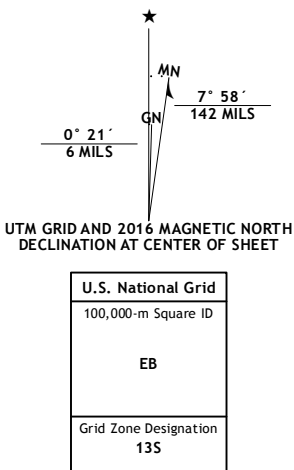 ★
MN
GN
7° 58´
142 MILS
0° 21´
6 MILS
UTM GRID AND 2016 MAGNETIC NORTH
DECLINATION AT CENTER OF SHEET
U.S. National Grid
100,000-m Square ID
EB
Grid Zone Designation
13S